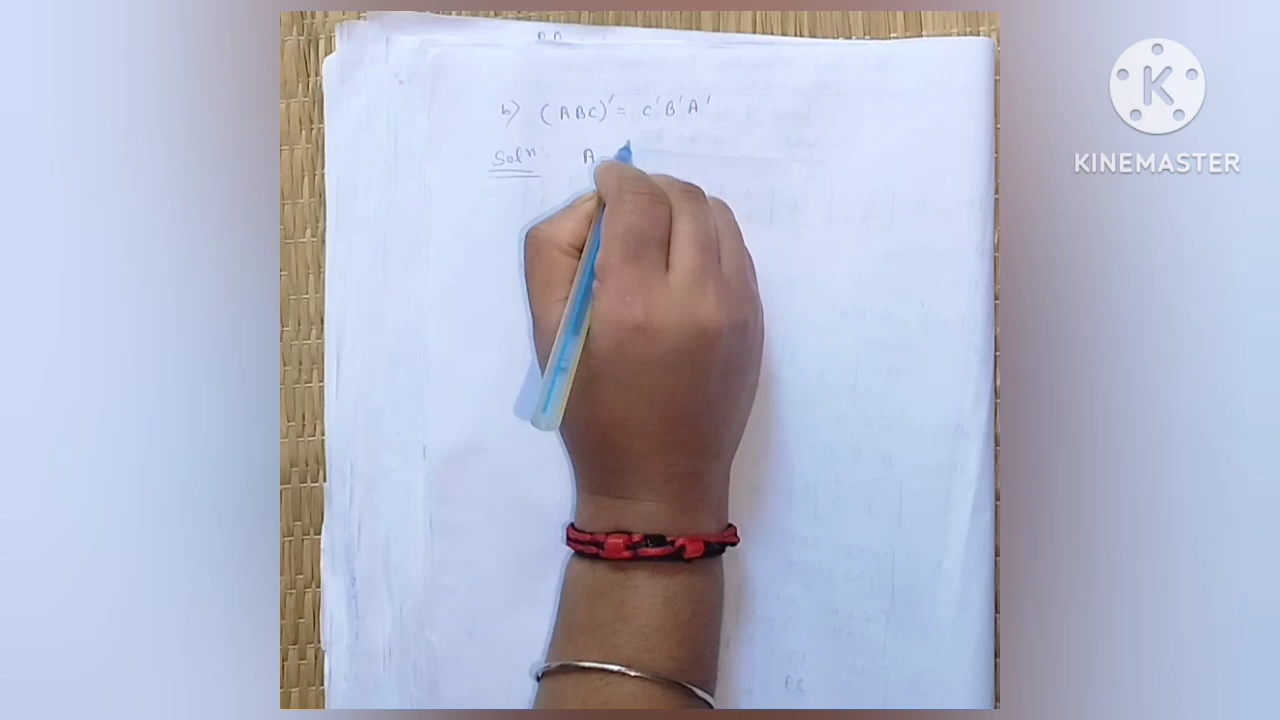 b) (ABC)' = C'B'A'
Solⁿ: A =
KINEMASTER